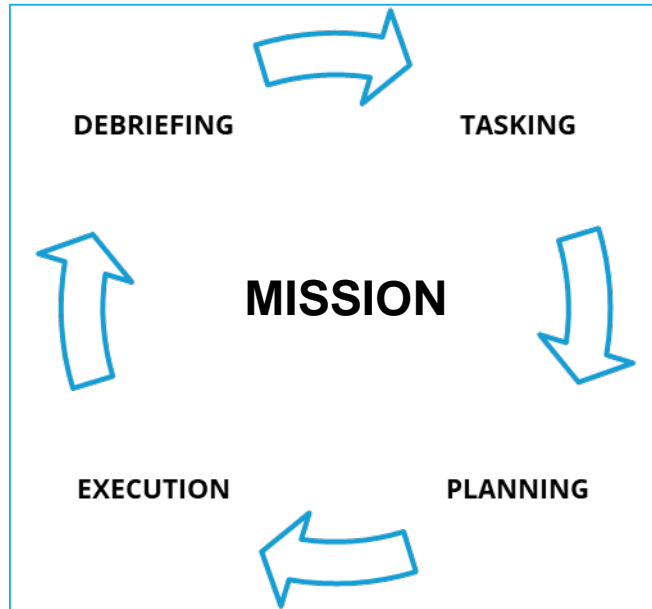 DEBRIEFING
TASKING
MISSION
EXECUTION
PLANNING